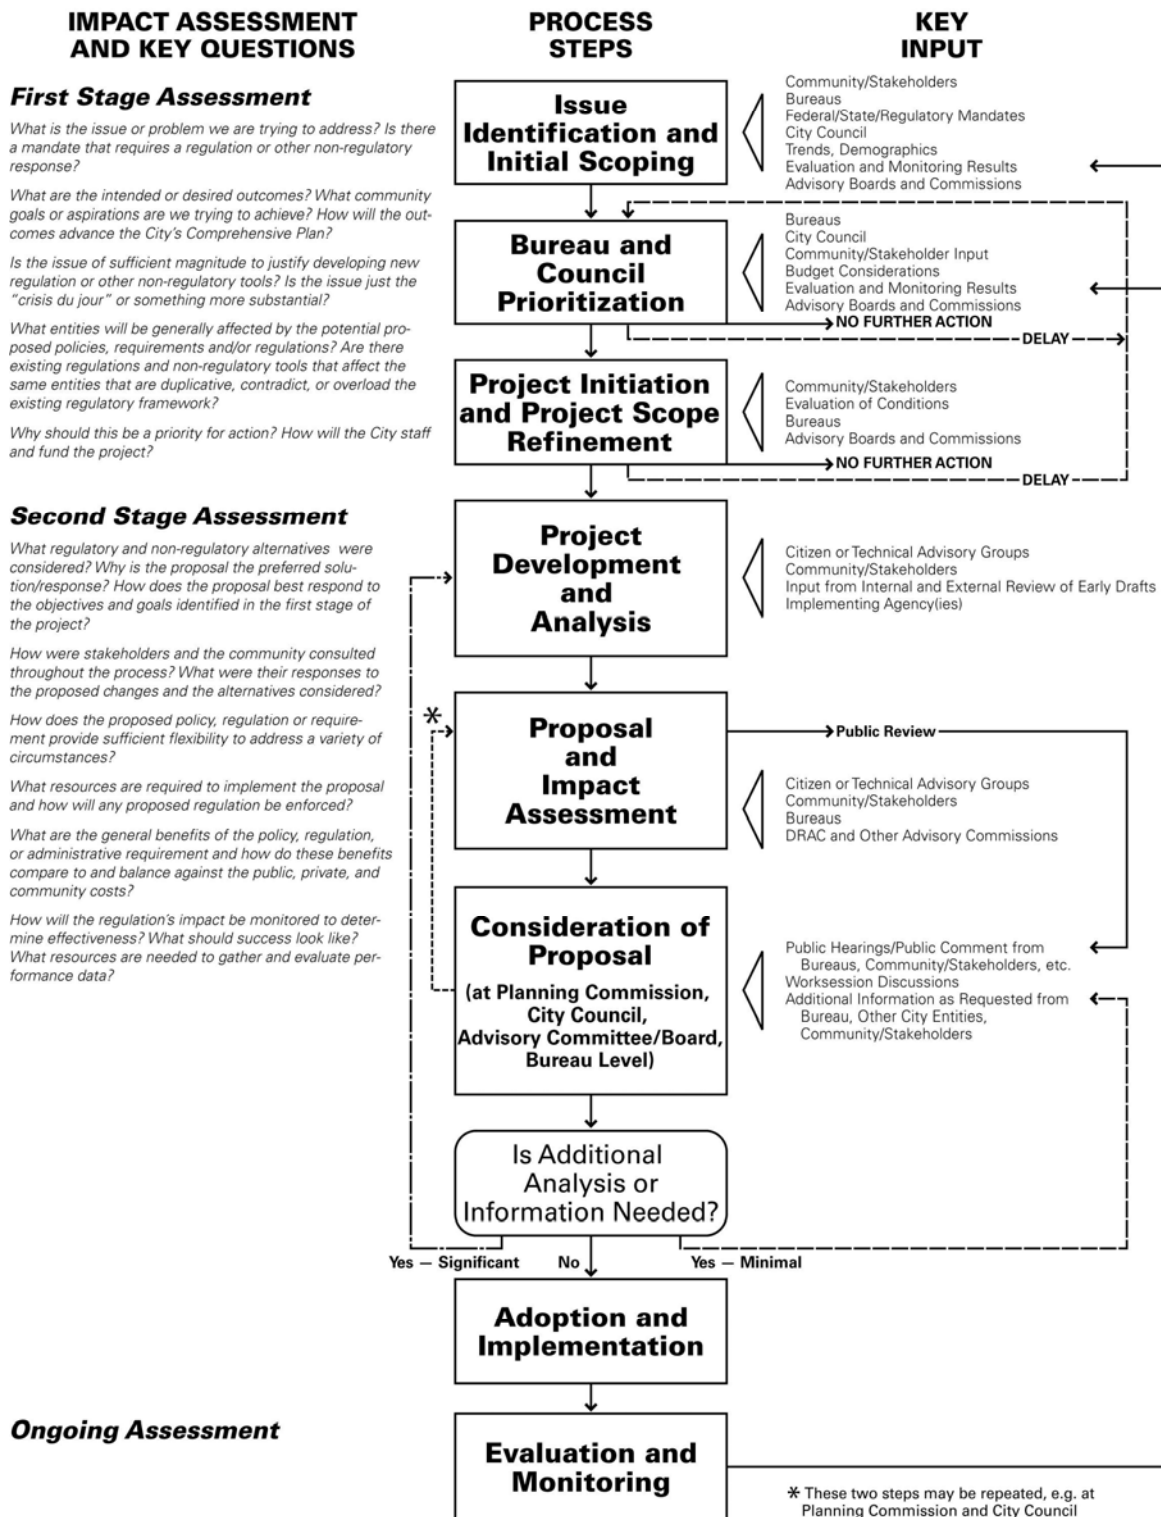 IMPACT ASSESSMENT
AND KEY QUESTIONS
First Stage Assessment
What is the issue or problem we are trying to address? Is there
a mandate that requires a regulation or other non-regulatory
response?
What are the intended or desired outcomes? What community
goals or aspirations are we trying to achieve? How will the out-
comes advance the City's Comprehensive Plan?
Is the issue of sufficient magnitude to justify developing new
regulation or other non-regulatory tools? Is the issue just the
"crisis du jour" or something more substantial?
What entities will be generally affected by the potential pro-
posed policies, requirements and/or regulations? Are there
existing regulations and non-regulatory tools that affect the
same entities that are duplicative, contradict, or overload the
existing regulatory framework?
Why should this be a priority for action? How will the City staff
and fund the project?
Second Stage Assessment
What regulatory and non-regulatory alternatives were
considered? Why is the proposal the preferred solu-
tion/response? How does the proposal best respond to
the objectives and goals identified in the first stage of
the project?
How were stakeholders and the community consulted
throughout the process? What were their responses to
the proposed changes and the alternatives considered?
How does the proposed policy, regulation or require-
ment provide sufficient flexibility to address a variety of
circumstances?
What resources are required to implement the proposal
and how will any proposed regulation be enforced?
What are the general benefits of the policy, regulation,
or administrative requirement and how do these benefits
compare to and balance against the public, private, and
community costs?
How will the regulation's impact be monitored to deter-
mine effectiveness? What should success look like?
What resources are needed to gather and evaluate per-
formance data?
Ongoing Assessment
PROCESS
STEPS
Issue
Identification and
Initial Scoping
Bureau and
Council
Prioritization
Project Initiation
and Project Scope
Refinement
Project
Development
and
Analysis
*
Proposal
and
Impact
Assessment
Consideration of
Proposal
(at Planning Commission,
City Council,
Advisory Committee/Board,
Bureau Level)
Is Additional
Analysis or
Information Needed?
Yes — Significant
No
Yes — Minimal
Adoption and
Implementation
Evaluation and
Monitoring
KEY
INPUT
Community/Stakeholders
Bureaus
Federal/State/Regulatory Mandates
City Council
Trends, Demographics
Evaluation and Monitoring Results
Advisory Boards and Commissions
Bureaus
City Council
Community/Stakeholder Input
Budget Considerations
Evaluation and Monitoring Results
Advisory Boards and Commissions
NO FURTHER ACTION
DELAY
Community/Stakeholders
Evaluation of Conditions
Bureaus
Advisory Boards and Commissions
NO FURTHER ACTION
DELAY
Citizen or Technical Advisory Groups
Community/Stakeholders
Input from Internal and External Review of Early Drafts
Implementing Agency(ies)
Public Review
Citizen or Technical Advisory Groups
Community/Stakeholders
Bureaus
DRAC and Other Advisory Commissions
Public Hearings/Public Comment from
Bureaus, Community/Stakeholders, etc.
Worksession Discussions
Additional Information as Requested from
Bureau, Other City Entities,
Community/Stakeholders
* These two steps may be repeated, e.g. at
Planning Commission and City Council